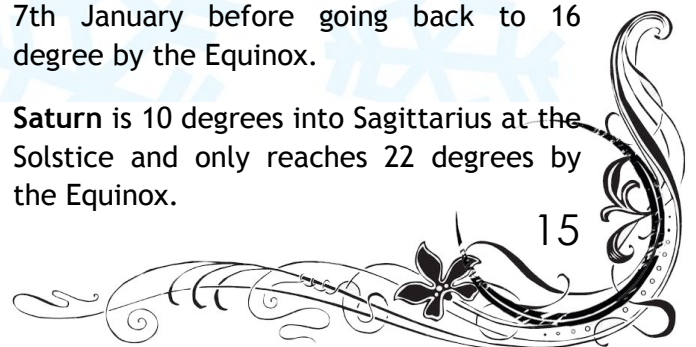 7th January before going back to 16
degree by the Equinox.
Saturn is 10 degrees into Sagittarius at the
Solstice and only reaches 22 degrees by
the Equinox.
15